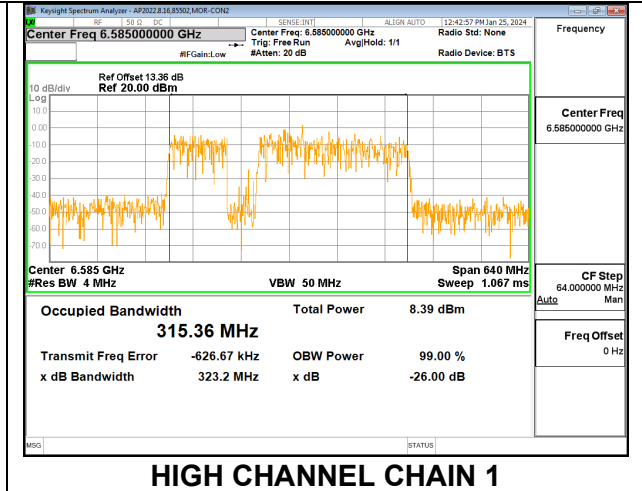 Keysight Spectrum Analyzer - AP2022.8.16,85502,MOR-CON2
RF 50 Ω DC SENSE:INT ALIGN AUTO 12:42:57 PM Jan 25, 2024
Center Freq 6.585000000 GHz
Center Freq: 6.585000000 GHz
Radio Std: None
Trig: Free Run
Avg|Hold: 1/1
#IFGain:Low
#Atten: 20 dB
Radio Device: BTS
Frequency
Ref Offset 13.36 dB
10 dB/div
Ref 20.00 dBm
Log
10.0
0.00
-10.0
-20.0
-30.0
-40.0
-50.0
-60.0
-70.0
Center 6.585 GHz
Span 640 MHz
#Res BW 4 MHz
VBW 50 MHz
Sweep 1.067 ms
Center Freq
6.585000000 GHz
CF Step
64.000000 MHz
Auto Man
Freq Offset
0 Hz
Occupied Bandwidth
Total Power 8.39 dBm
315.36 MHz
Transmit Freq Error -626.67 kHz
OBW Power 99.00 %
x dB Bandwidth 323.2 MHz
x dB -26.00 dB
MSG
STATUS
HIGH CHANNEL CHAIN 1